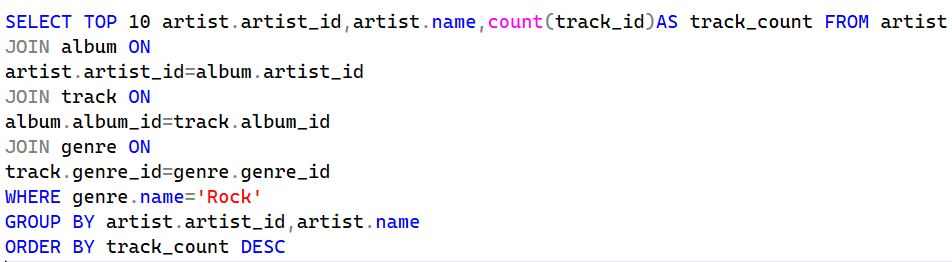 SELECT TOP 10 artist.artist_id,artist.name,count(track_id)AS track_count FROM artist
JOIN album ON
artist.artist_id=album.artist_id
JOIN track ON
album.album_id=track.album_id
JOIN genre ON
track.genre_id=genre.genre_id
WHERE genre.name='Rock'
GROUP BY artist.artist_id,artist.name
ORDER BY track_count DESC